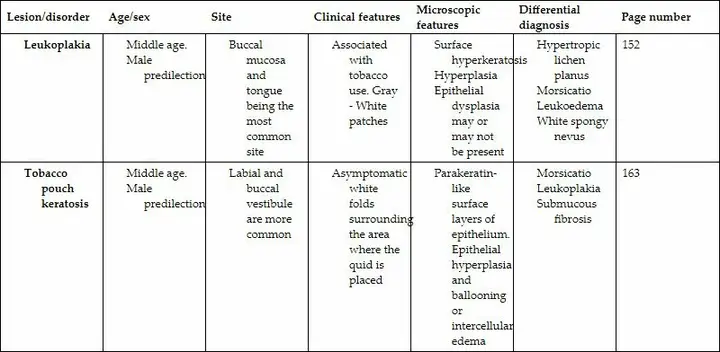 Lesion/disorder
Age/sex
Site
Clinical features
Microscopic
features
Differential
diagnosis
Page number
Leukoplakia
Middle age.
Male
predilection
Buccal
mucosa
and
tongue
being the
most
common
site
Associated
with
tobacco
use. Gray
- White
patches
Surface
hyperkeratosis
Hyperplasia
Epithelial
dysplasia
may or
may not
be present
Hypertropic
lichen
planus
Morsicatio
Leukoedema
White spongy
nevus
152
Tobacco
pouch
keratosis
Middle age.
Male
predilection
Labial and
buccal
vestibule
are more
common
Asymptomatic
white
folds
surrounding
the area
where the
quid is
placed
Parakeratin-
like
surface
layers of
epithelium.
Epithelial
hyperplasia
and
ballooning
or
intercellular
edema
Morsicatio
Leukoplakia
Submucous
fibrosis
163